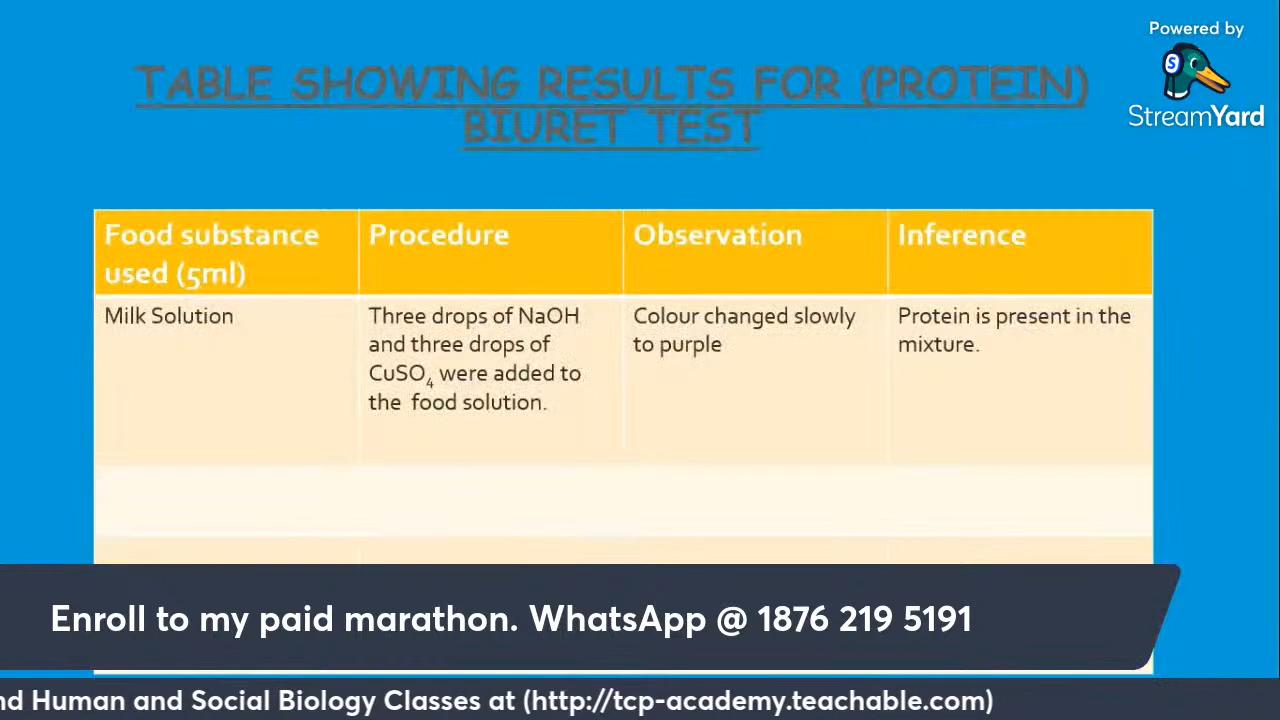 Powered by
StreamYard
TABLE SHOWING RESULTS FOR (PROTEIN)
BIURET TEST
Food substance used (5ml)
Procedure
Observation
Inference
Milk Solution
Three drops of NaOH
and three drops of
CuSO₄ were added to
the food solution.
Colour changed slowly
to purple
Protein is present in the
mixture.
Enroll to my paid marathon. WhatsApp @ 1876 219 5191
nd Human and Social Biology Classes at (http://tcp-academy.teachable.com)